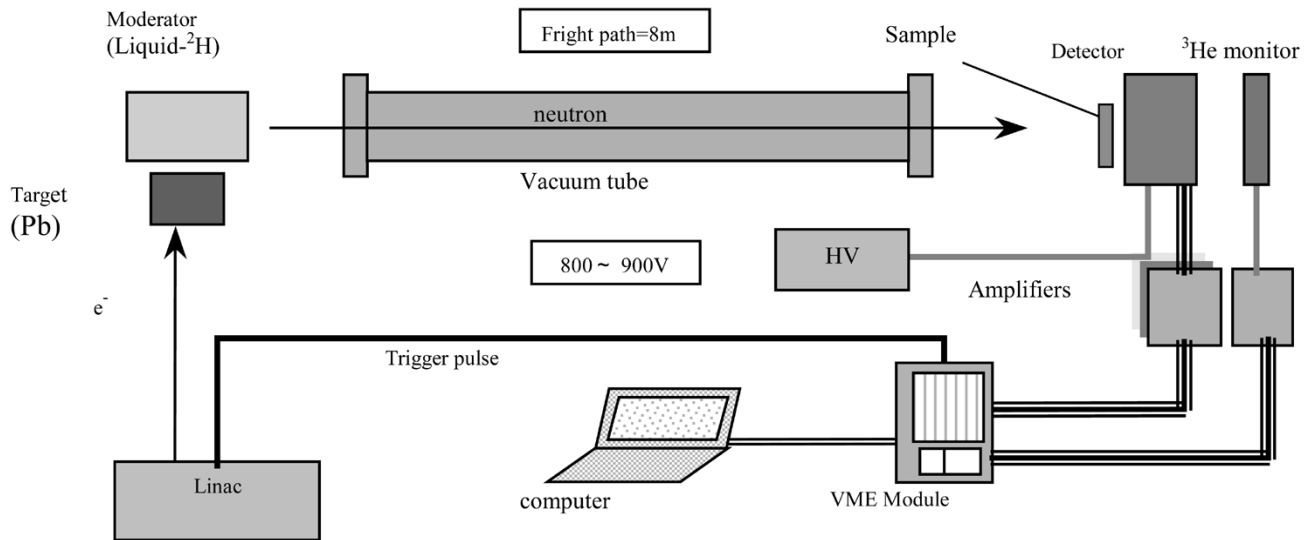 Moderator
(Liquid-²H)
Fright path=8m
Sample
Detector
³He monitor
neutron
Vacuum tube
Target
(Pb)
800~ 900V
HV
Amplifiers
e⁻
Trigger pulse
Linac
computer
VME Module